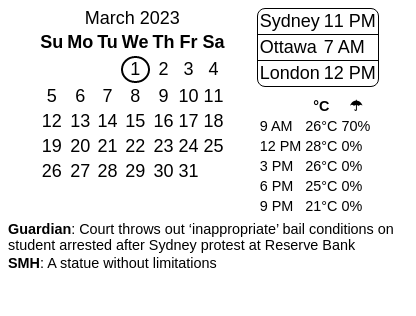 March 2023
Su Mo Tu We Th Fr Sa
1 2 3 4
5 6 7 8 9 10 11
12 13 14 15 16 17 18
19 20 21 22 23 24 25
26 27 28 29 30 31
Sydney 11 PM
Ottawa 7 AM
London 12 PM
°C ☂
9 AM 26°C 70%
12 PM 28°C 0%
3 PM 26°C 0%
6 PM 25°C 0%
9 PM 21°C 0%
Guardian: Court throws out ‘inappropriate’ bail conditions on
student arrested after Sydney protest at Reserve Bank
SMH: A statue without limitations